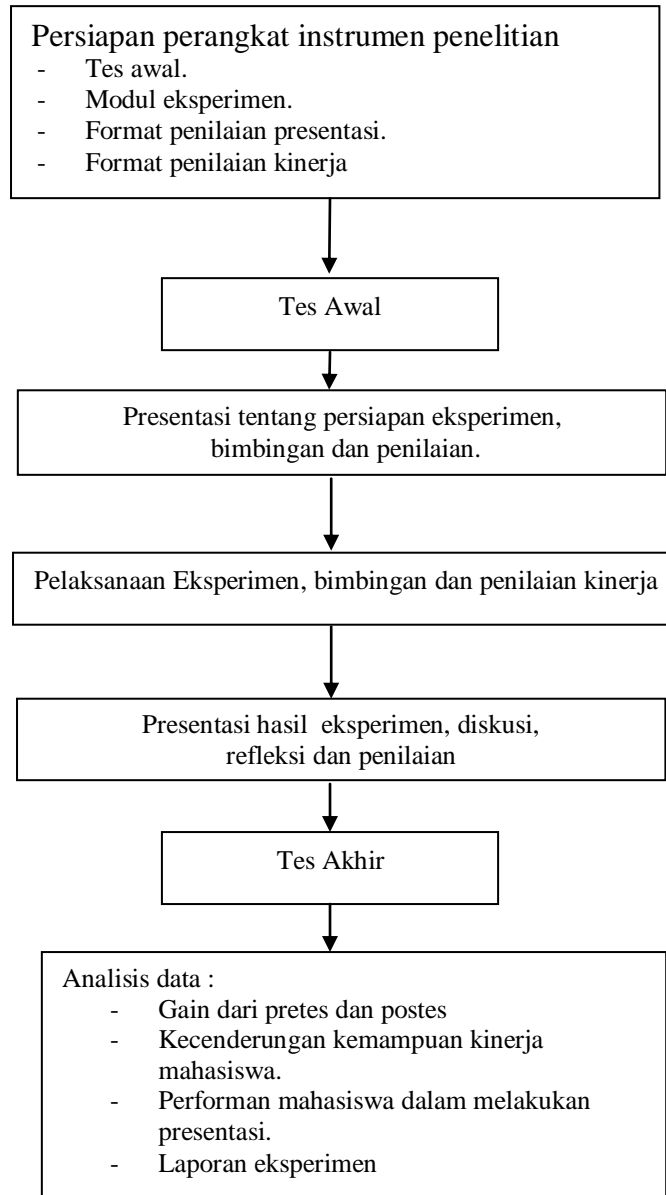 Persiapan perangkat instrumen penelitian
- Tes awal.
- Modul eksperimen.
- Format penilaian presentasi.
- Format penilaian kinerja
Tes Awal
Presentasi tentang persiapan eksperimen,
bimbingan dan penilaian.
Pelaksanaan Eksperimen, bimbingan dan penilaian kinerja
Presentasi hasil eksperimen, diskusi,
refleksi dan penilaian
Tes Akhir
Analisis data :
- Gain dari pretes dan postes
- Kecenderungan kemampuan kinerja
mahasiswa.
- Performan mahasiswa dalam melakukan
presentasi.
- Laporan eksperimen